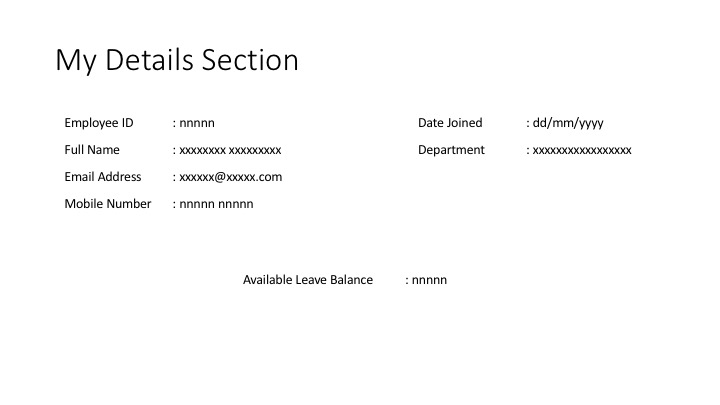 My Details Section
Employee ID : nnnnn Date Joined : dd/mm/yyyy
Full Name : xxxxxxxx xxxxxxxxx Department : xxxxxxxxxxxxxxxxx
Email Address : xxxxxx@xxxxx.com
Mobile Number : nnnnn nnnnn
Available Leave Balance : nnnnn